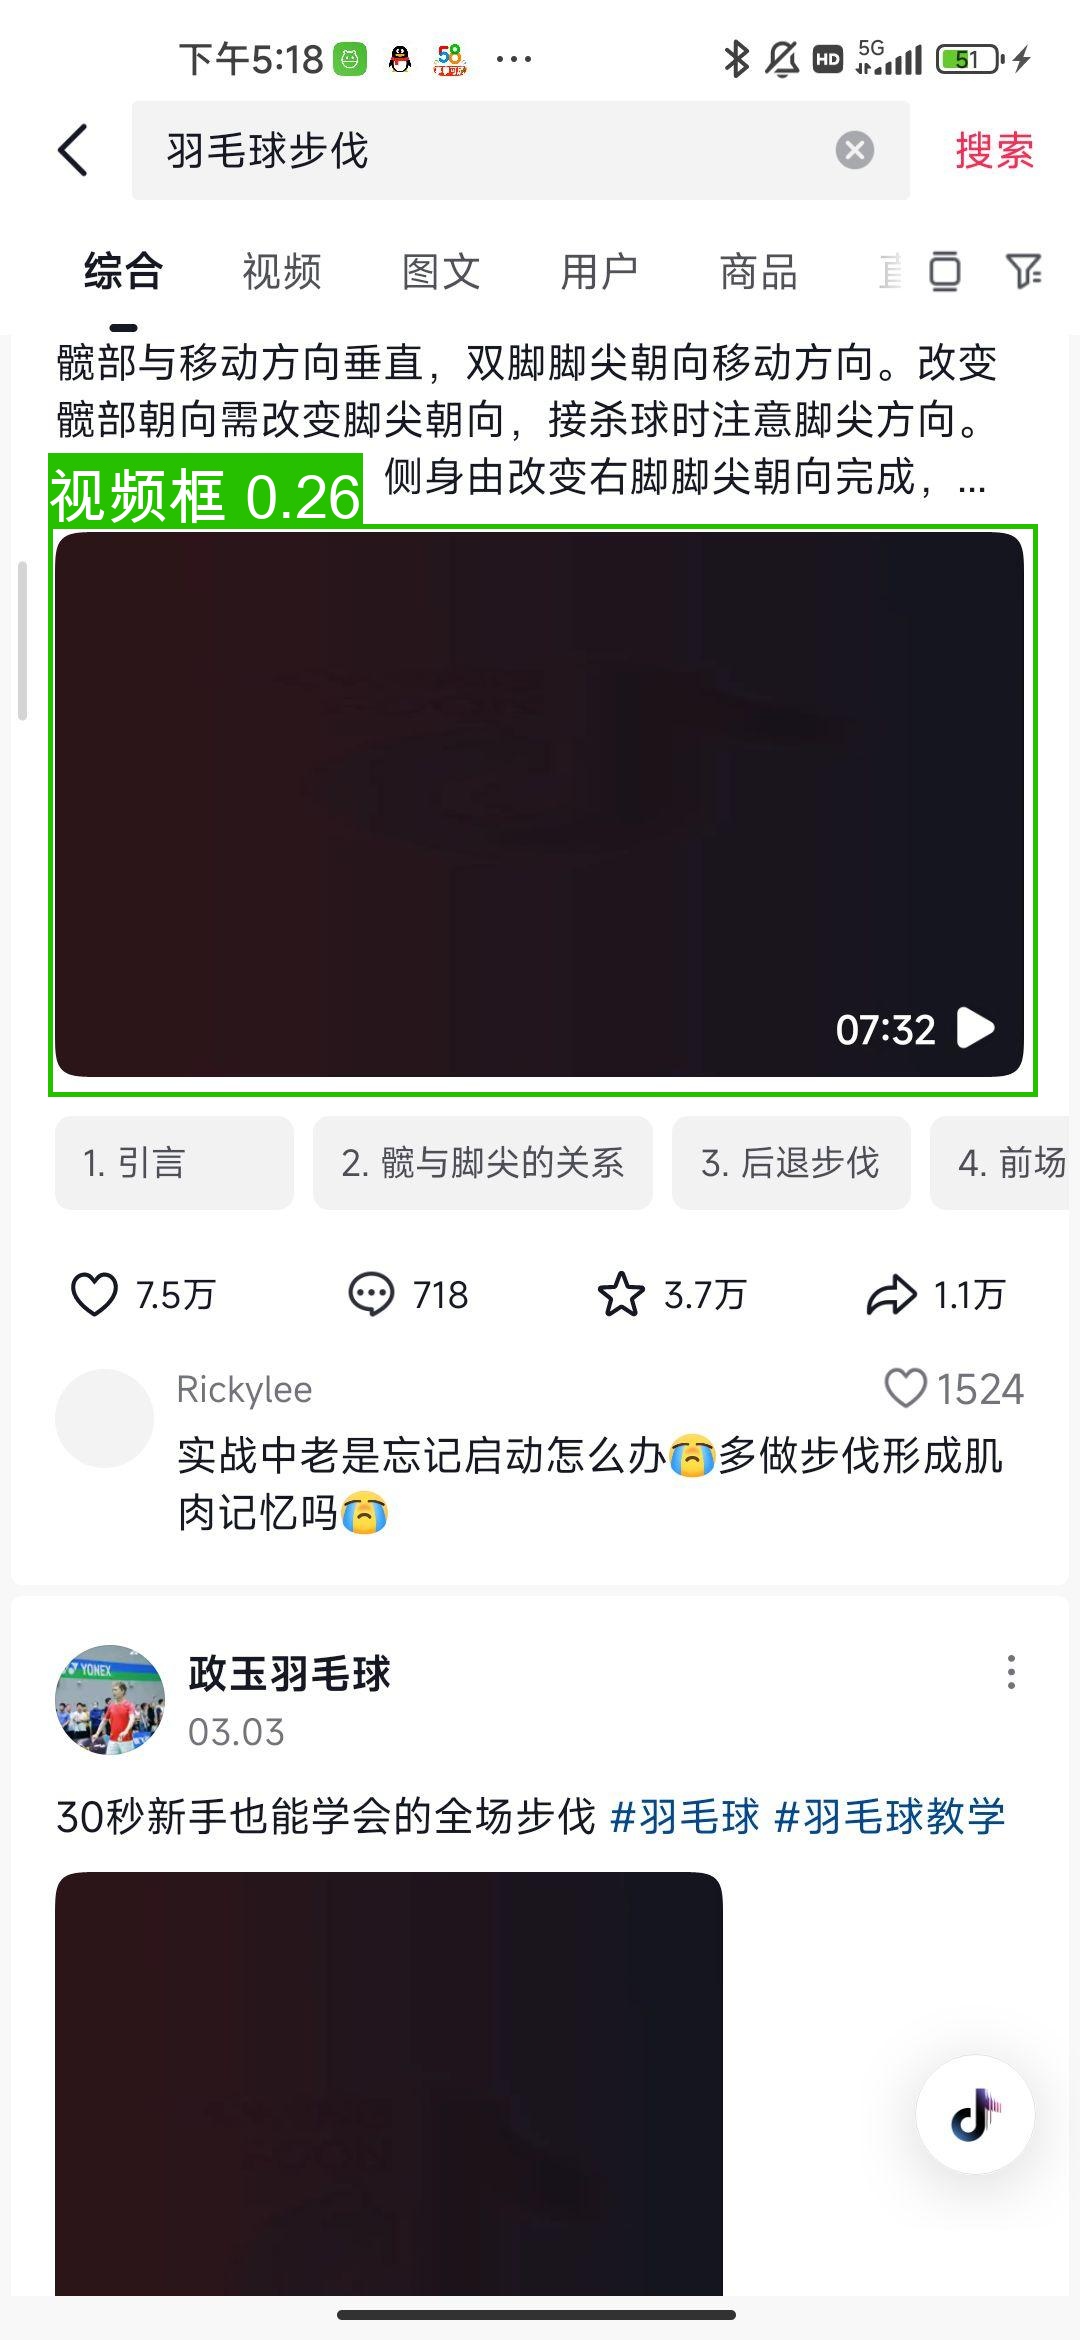 下午5:18
58
HD
5G
51
羽毛球步伐
搜索
综合
视频
图文
用户
商品
髋部与移动方向垂直，双脚脚尖朝向移动方向。改变
髋部朝向需改变脚尖朝向，接杀球时注意脚尖方向。
侧身由改变右脚脚尖朝向完成，...
视频框 0.26
07:32
1. 引言
2. 髋与脚尖的关系
3. 后退步伐
4. 前场
7.5万
718
3.7万
1.1万
Rickylee
1524
实战中老是忘记启动怎么办😭多做步伐形成肌
肉记忆吗😭
YONEX
政玉羽毛球
03.03
30秒新手也能学会的全场步伐 #羽毛球 #羽毛球教学